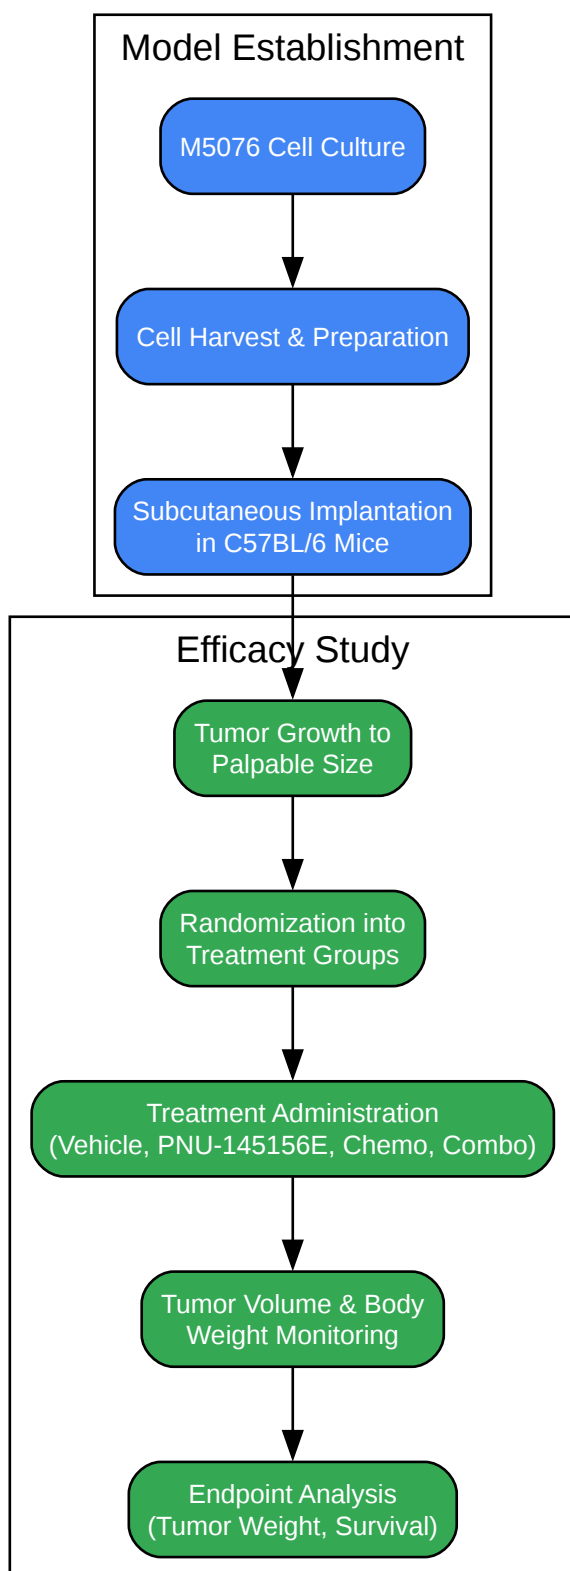 Model Establishment
M5076 Cell Culture
Cell Harvest & Preparation
Subcutaneous Implantation
in C57BL/6 Mice
Efficacy Study
Tumor Growth to
Palpable Size
Randomization into
Treatment Groups
Treatment Administration
(Vehicle, PNU-145156E, Chemo, Combo)
Tumor Volume & Body
Weight Monitoring
Endpoint Analysis
(Tumor Weight, Survival)